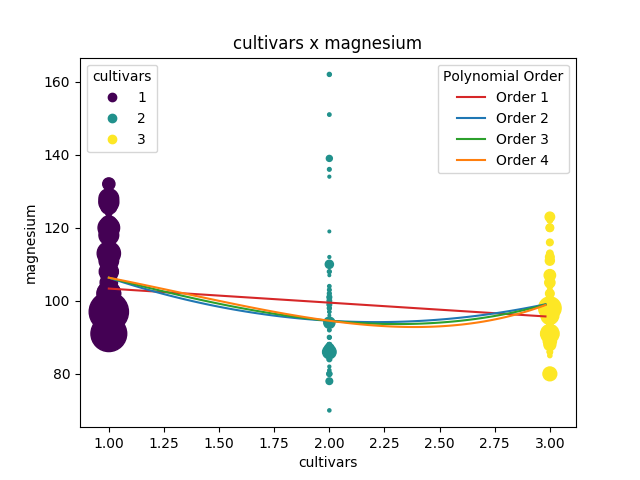 cultivars x magnesium
cultivars
1
2
3
Polynomial Order
Order 1
Order 2
Order 3
Order 4
magnesium
160
140
120
100
80
1.00 1.25 1.50 1.75 2.00 2.25 2.50 2.75 3.00
cultivars